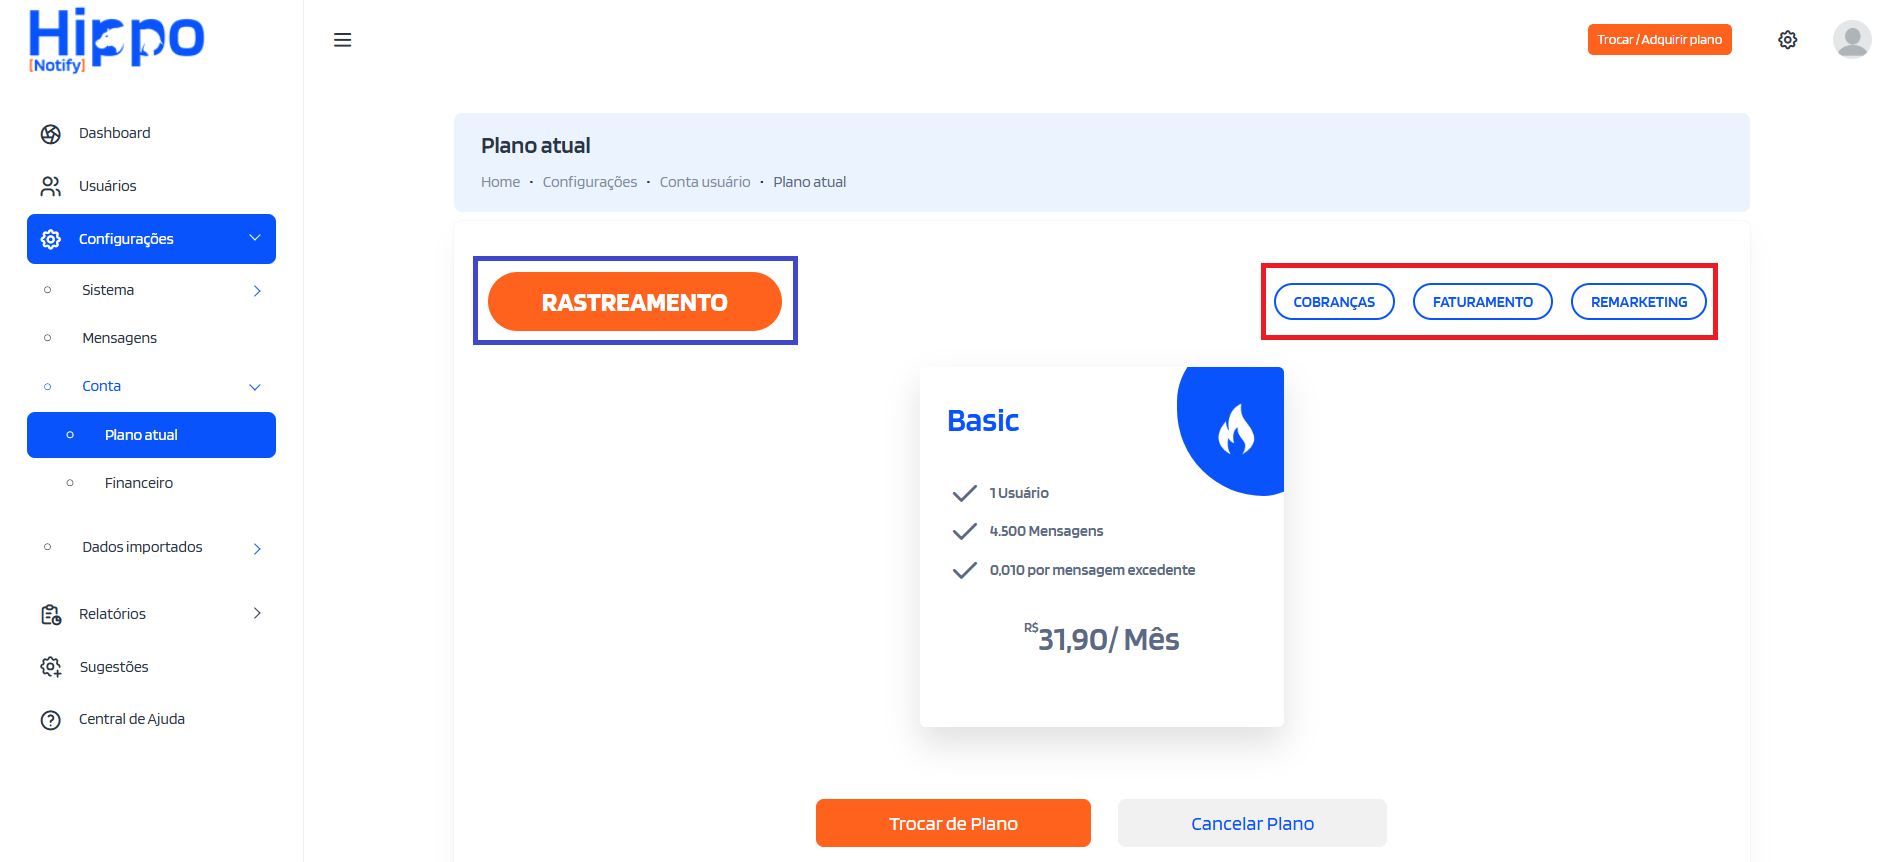 Hippo
[Notify]
Trocar / Adquirir plano
Dashboard
Usuários
Configurações
Sistema
Mensagens
Conta
Plano atual
Financeiro
Dados importados
Relatórios
Sugestões
Central de Ajuda
Plano atual
Home • Configurações • Conta usuário • Plano atual
RASTREAMENTO
COBRANÇAS
FATURAMENTO
REMARKETING
Basic
1 Usuário
4.500 Mensagens
0,010 por mensagem excedente
R$31,90/ Mês
Trocar de Plano
Cancelar Plano